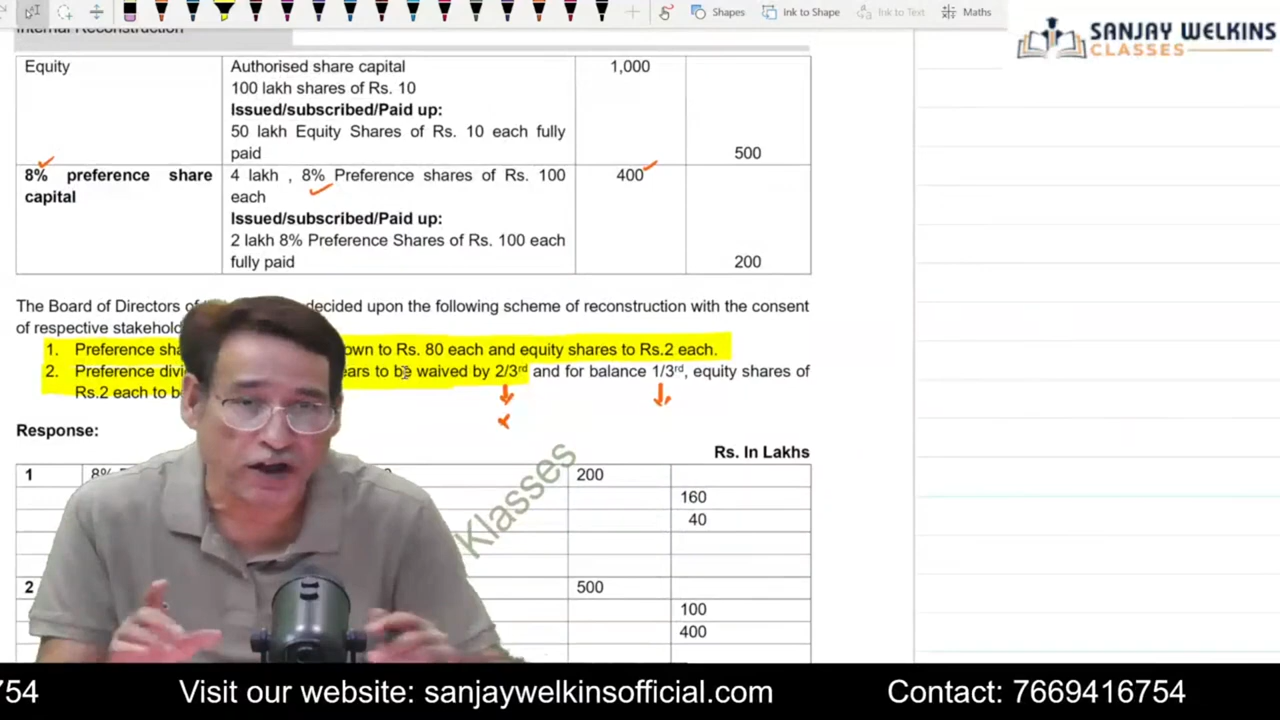 Shapes
Ink to Shape
Ink to Text
Maths
SANJAY WELKINS
CLASSES
Internal Reconstruction
Equity
Authorised share capital
100 lakh shares of Rs. 10
Issued/subscribed/Paid up:
50 lakh Equity Shares of Rs. 10 each fully
paid
1,000
500
8% preference share
capital
4 lakh , 8% Preference shares of Rs. 100
each
Issued/subscribed/Paid up:
2 lakh 8% Preference Shares of Rs. 100 each
fully paid
400
200
The Board of Directors of decided upon the following scheme of reconstruction with the consent
of respective
1. Preference to Rs. 80 each and equity shares to Rs.2 each.
2. Preference to be waived by 2/3rd and for balance 1/3rd, equity shares of
Rs.2 each to
Response:
Rs. In Lakhs
1 200
160
40
2 500
100
400
Klasses
754 Visit our website: sanjaywelkinsofficial.com Contact: 7669416754